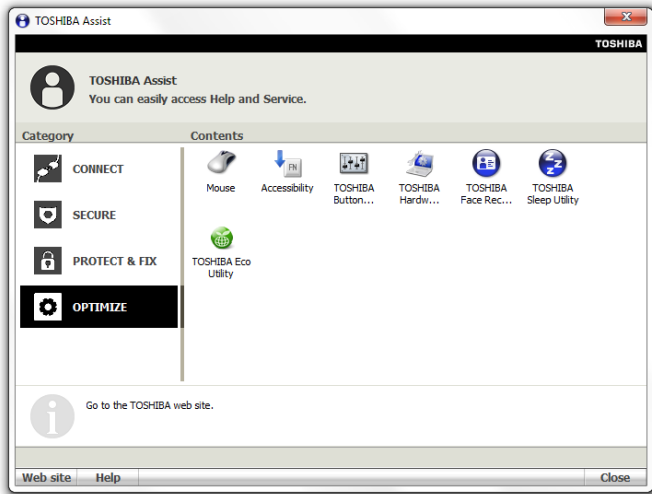 TOSHIBA Assist
TOSHIBA
TOSHIBA Assist
You can easily access Help and Service.
Category
Contents
CONNECT
SECURE
PROTECT & FIX
OPTIMIZE
Mouse
Accessibility
FN
TOSHIBA
Button...
TOSHIBA
Hardw...
TOSHIBA
Face Rec...
TOSHIBA
Sleep Utility
TOSHIBA Eco
Utility
Go to the TOSHIBA web site.
Web site
Help
Close